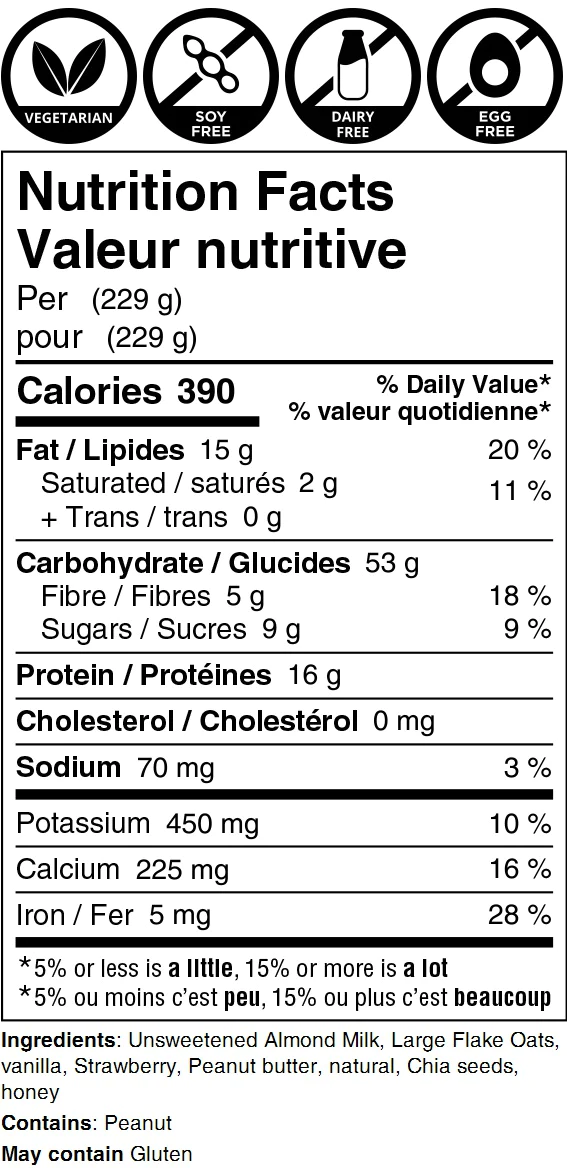 VEGETARIAN
SOY
FREE
DAIRY
FREE
EGG
FREE
Nutrition Facts
Valeur nutritive
Per (229 g)
pour (229 g)
Calories 390
% Daily Value*
% valeur quotidienne*
Fat / Lipides 15 g 20 %
Saturated / saturés 2 g 11 %
+ Trans / trans 0 g
Carbohydrate / Glucides 53 g
Fibre / Fibres 5 g 18 %
Sugars / Sucres 9 g 9 %
Protein / Protéines 16 g
Cholesterol / Cholestérol 0 mg
Sodium 70 mg 3 %
Potassium 450 mg 10 %
Calcium 225 mg 16 %
Iron / Fer 5 mg 28 %
*5% or less is a little, 15% or more is a lot
*5% ou moins c’est peu, 15% ou plus c’est beaucoup
Ingredients: Unsweetened Almond Milk, Large Flake Oats,
vanilla, Strawberry, Peanut butter, natural, Chia seeds,
honey
Contains: Peanut
May contain Gluten